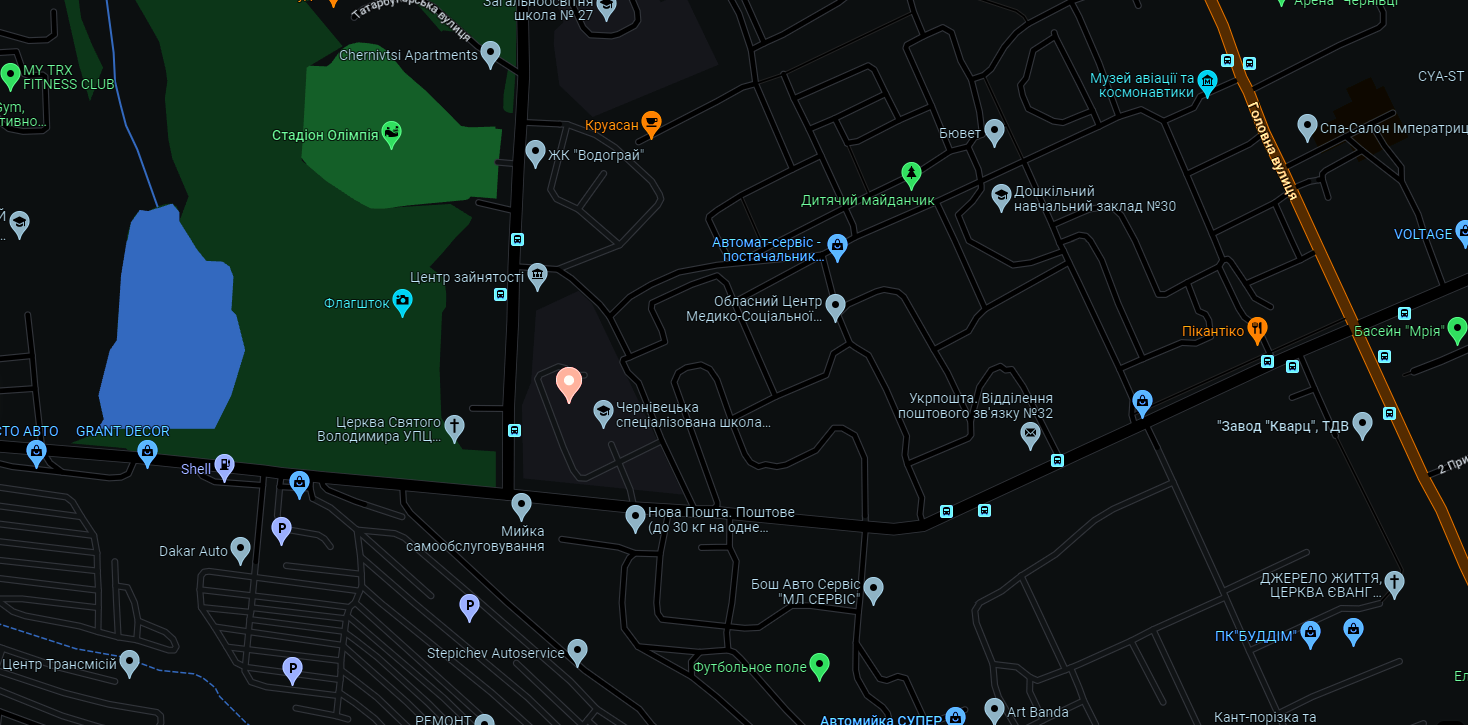 Татароутарська вулиця
Загальноосвітня
школа № 27
Арена "Чернівці"
Chernivtsi Apartments
MY TRX
FITNESS CLUB
Gym,
тивно...
Музей авіації та
космонавтики
CYA-ST
Стадіон Олімпія
Круасан
Бювет
Спа-Салон Імператриц
ЖК "Водограй"
Головна вулиця
Дитячий майданчик
Дошкільний
навчальний заклад №30
Й
..
VOLTAGE
Автомат-сервіс -
постачальник...
Центр зайнятості
Флагшток
Обласний Центр
Медико-Соціальної...
Пікантіко
Басейн "Мрія"
Укрпошта. Відділення
поштового зв'язку №32
Чернівецька
спеціалізована школа...
Церква Святого
Володимира УПЦ...
"Завод "Кварц", ТДВ
СТО АВТО
GRANT DECOR
Shell
2 При
Нова Пошта. Поштове
(до 30 кг на одне...
Мийка
самообслуговування
P
Dakar Auto
Бош Авто Сервіс
"МЛ СЕРВІС"
ДЖЕРЕЛО ЖИТТЯ,
ЦЕРКВА ЄВАНГ...
P
ПК"БУДДІМ"
Центр Трансмісій
P
Stepichev Autoservice
Футбольное поле
Ел
РЕМОНТ
Автомийка СУПЕР
Art Banda
Кант-порізка та